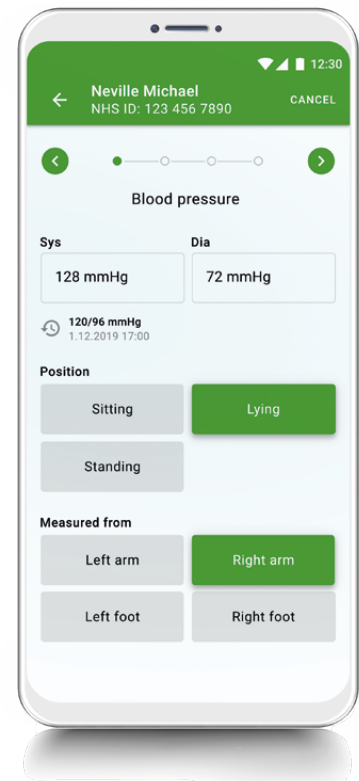 12:30
Neville Michael
NHS ID: 123 456 7890
CANCEL
Blood pressure
Sys Dia
128 mmHg 72 mmHg
120/96 mmHg
1.12.2019 17:00
Position
Sitting Lying
Standing
Measured from
Left arm Right arm
Left foot Right foot